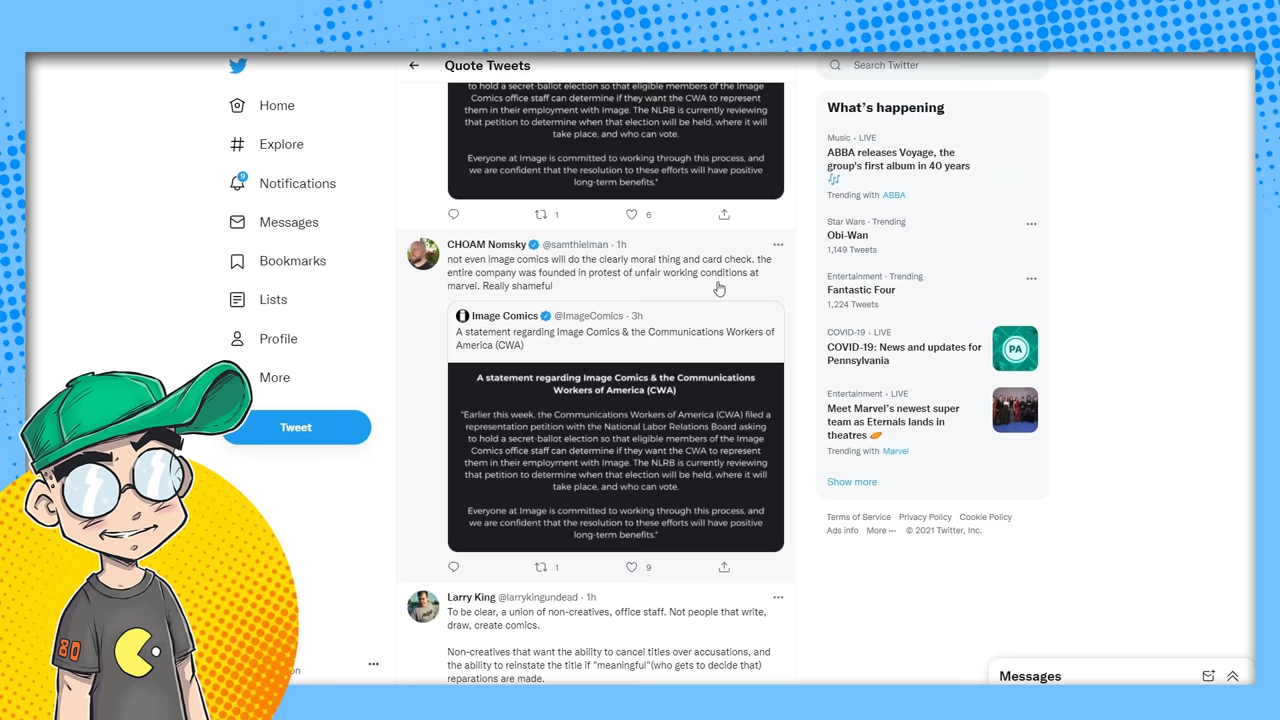 Home
Explore
9
Notifications
Messages
Bookmarks
Lists
Profile
More
Tweet
80
Quote Tweets
to hold a secret-ballot election so that eligible members of the Image
Comics office staff can determine if they want the CWA to represent
them in their employment with Image. The NLRB is currently reviewing
that petition to determine when that election will be held, where it will
take place, and who can vote.
Everyone at Image is committed to working through this process, and
we are confident that the resolution to these efforts will have positive
long-term benefits."
1 6
CHOAM Nomsky @samthielman · 1h
not even image comics will do the clearly moral thing and card check. the
entire company was founded in protest of unfair working conditions at
marvel. Really shameful
Image Comics @ImageComics · 3h
A statement regarding Image Comics & the Communications Workers of
America (CWA)
A statement regarding Image Comics & the Communications
Workers of America (CWA)
"Earlier this week, the Communications Workers of America (CWA) filed a
representation petition with the National Labor Relations Board asking
to hold a secret-ballot election so that eligible members of the Image
Comics office staff can determine if they want the CWA to represent
them in their employment with Image. The NLRB is currently reviewing
that petition to determine when that election will be held, where it will
take place, and who can vote.
Everyone at Image is committed to working through this process, and
we are confident that the resolution to these efforts will have positive
long-term benefits."
1 9
Larry King @larrykingundead · 1h
To be clear, a union of non-creatives, office staff. Not people that write,
draw, create comics.
Non-creatives that want the ability to cancel titles over accusations, and
the ability to reinstate the title if "meaningful"(who gets to decide that)
reparations are made.
Search Twitter
What's happening
Music · LIVE
ABBA releases Voyage, the
group's first album in 40 years
🎶
Trending with ABBA
Star Wars · Trending
Obi-Wan
1,149 Tweets
Entertainment · Trending
Fantastic Four
1,224 Tweets
COVID-19 · LIVE
COVID-19: News and updates for
Pennsylvania
PA
Entertainment · LIVE
Meet Marvel's newest super
team as Eternals lands in
theatres
Trending with Marvel
Show more
Terms of Service Privacy Policy Cookie Policy
Ads info More ··· © 2021 Twitter, Inc.
Messages